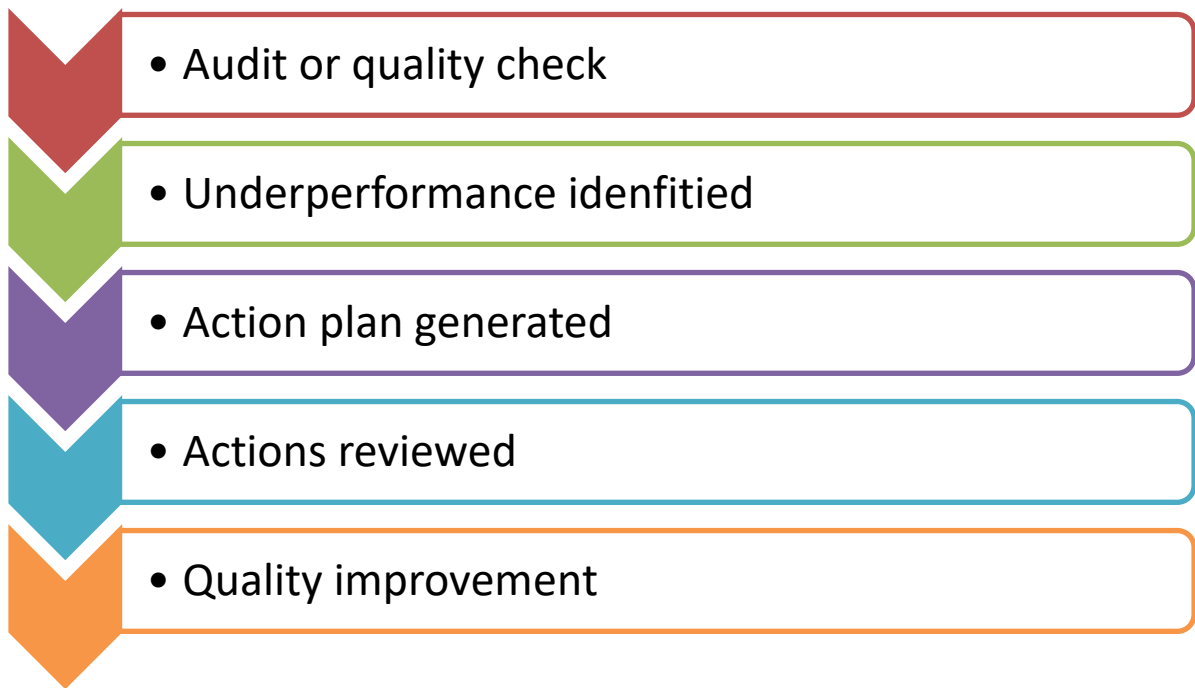 • Audit or quality check
• Underperformance idenfitied
• Action plan generated
• Actions reviewed
• Quality improvement